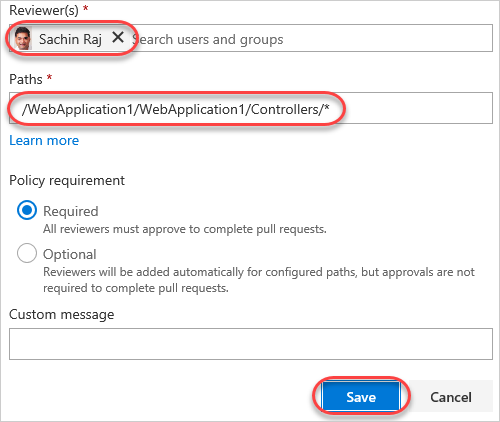 Reviewer(s) *
Sachin Raj X Search users and groups
Paths *
/WebApplication1/WebApplication1/Controllers/*
Learn more
Policy requirement
Required
All reviewers must approve to complete pull requests.
Optional
Reviewers will be added automatically for configured paths, but approvals are not
required to complete pull requests.
Custom message
Save Cancel